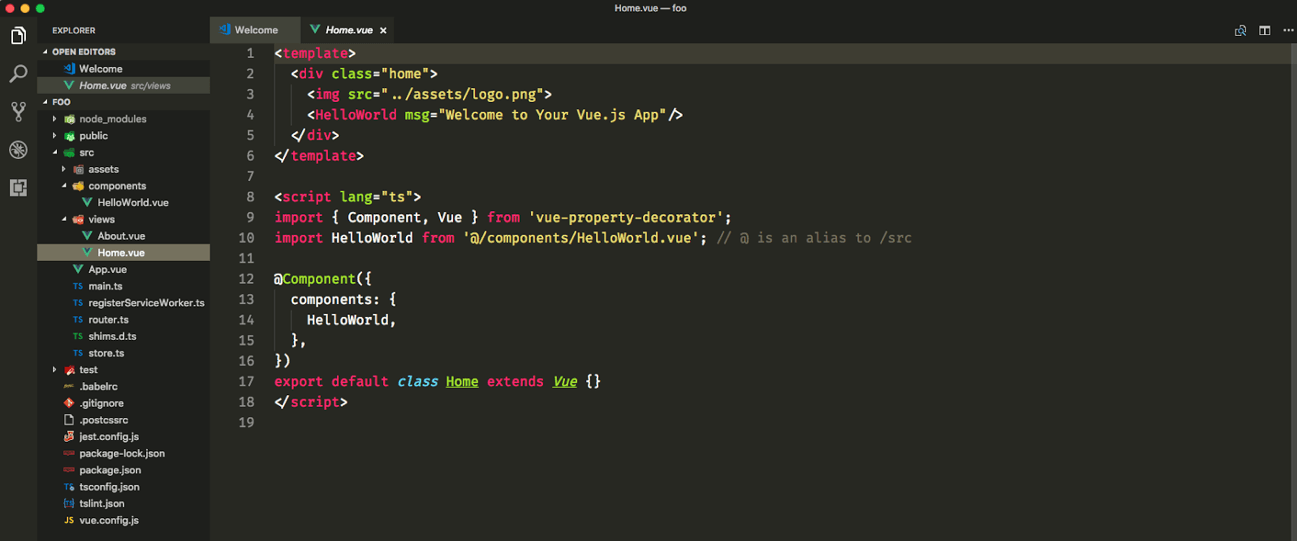 Home.vue — foo
EXPLORER
OPEN EDITORS
Welcome
Home.vue src/views
FOO
node_modules
public
src
assets
components
HelloWorld.vue
views
About.vue
Home.vue
App.vue
TS main.ts
TS registerServiceWorker.ts
TS router.ts
TS shims.d.ts
TS store.ts
test
.babelrc
.gitignore
.postcssrc
jest.config.js
package-lock.json
package.json
tsconfig.json
tslint.json
JS vue.config.js
Welcome
Home.vue ×
1 <template>
2 <div class="home">
3 <img src="../assets/logo.png">
4 <HelloWorld msg="Welcome to Your Vue.js App"/>
5 </div>
6 </template>
7
8 <script lang="ts">
9 import { Component, Vue } from 'vue-property-decorator';
10 import HelloWorld from '@/components/HelloWorld.vue'; // @ is an alias to /src
11
12 @Component({
13 components: {
14 HelloWorld,
15 },
16 })
17 export default class Home extends Vue {}
18 </script>
19